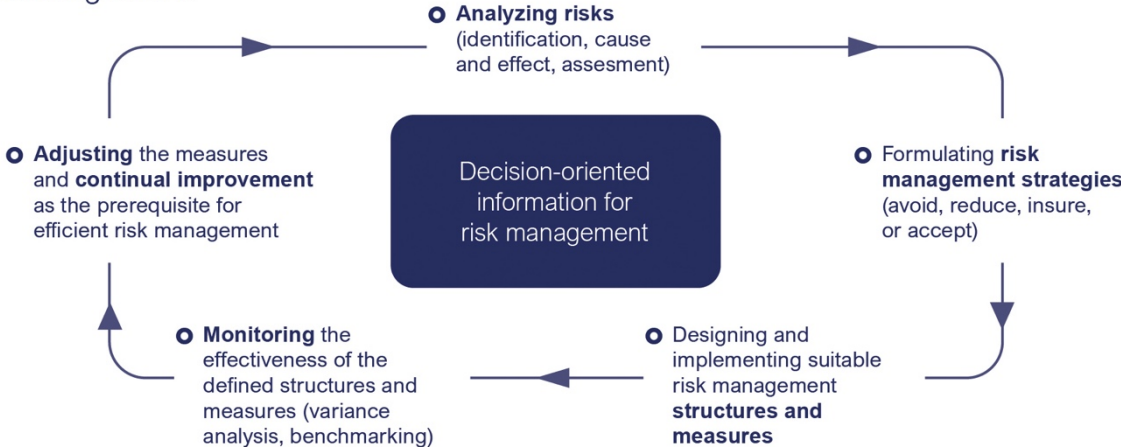 Analyzing risks
(identification, cause
and effect, assesment)
Adjusting the measures
and continual improvement
as the prerequisite for
efficient risk management
Decision-oriented
information for
risk management
Formulating risk
management strategies
(avoid, reduce, insure,
or accept)
Monitoring the
effectiveness of the
defined structures and
measures (variance
analysis, benchmarking)
Designing and
implementing suitable
risk management
structures and
measures